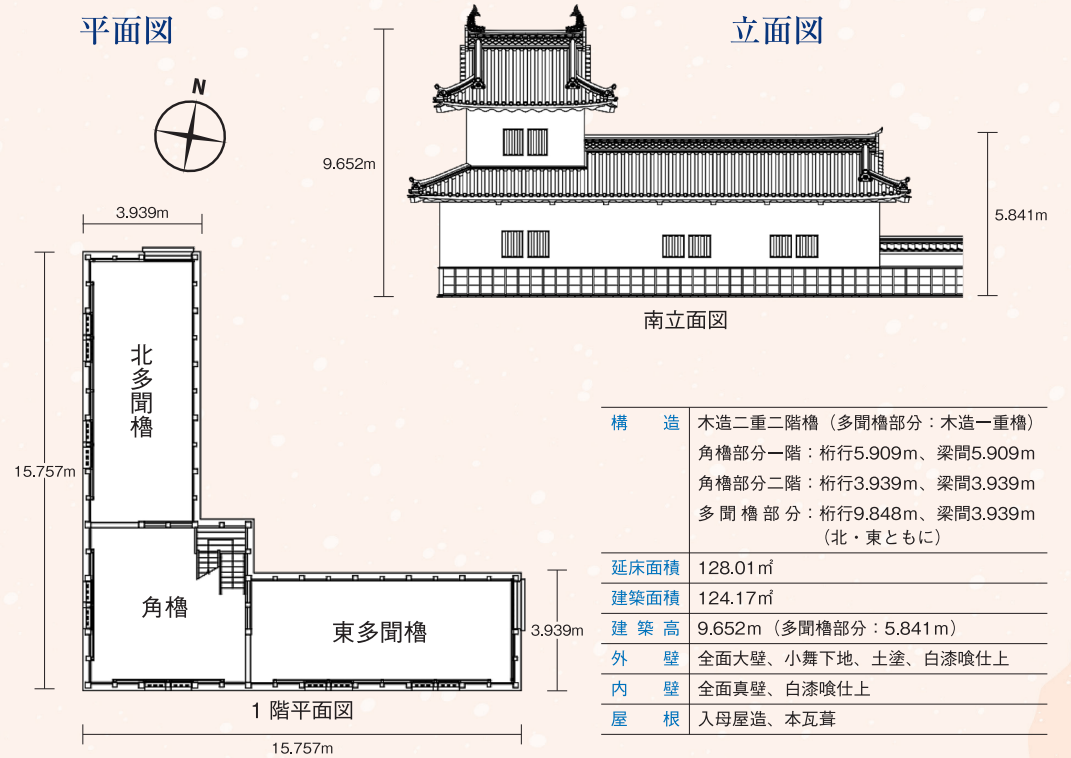 平面図
N
3.939m
15.757m
北多聞櫓
角櫓
東多聞櫓
3.939m
1階平面図
15.757m
立面図
9.652m
5.841m
南立面図
構造 木造二重二階櫓（多聞櫓部分：木造一重櫓）
角櫓部分一階：桁行5.909m、梁間5.909m
角櫓部分二階：桁行3.939m、梁間3.939m
多聞櫓部分：桁行9.848m、梁間3.939m
（北・東ともに）
延床面積 128.01㎡
建築面積 124.17㎡
建築高 9.652m（多聞櫓部分：5.841m）
外壁 全面大壁、小舞下地、土塗、白漆喰仕上
内壁 全面真壁、白漆喰仕上
屋根 入母屋造、本瓦葺